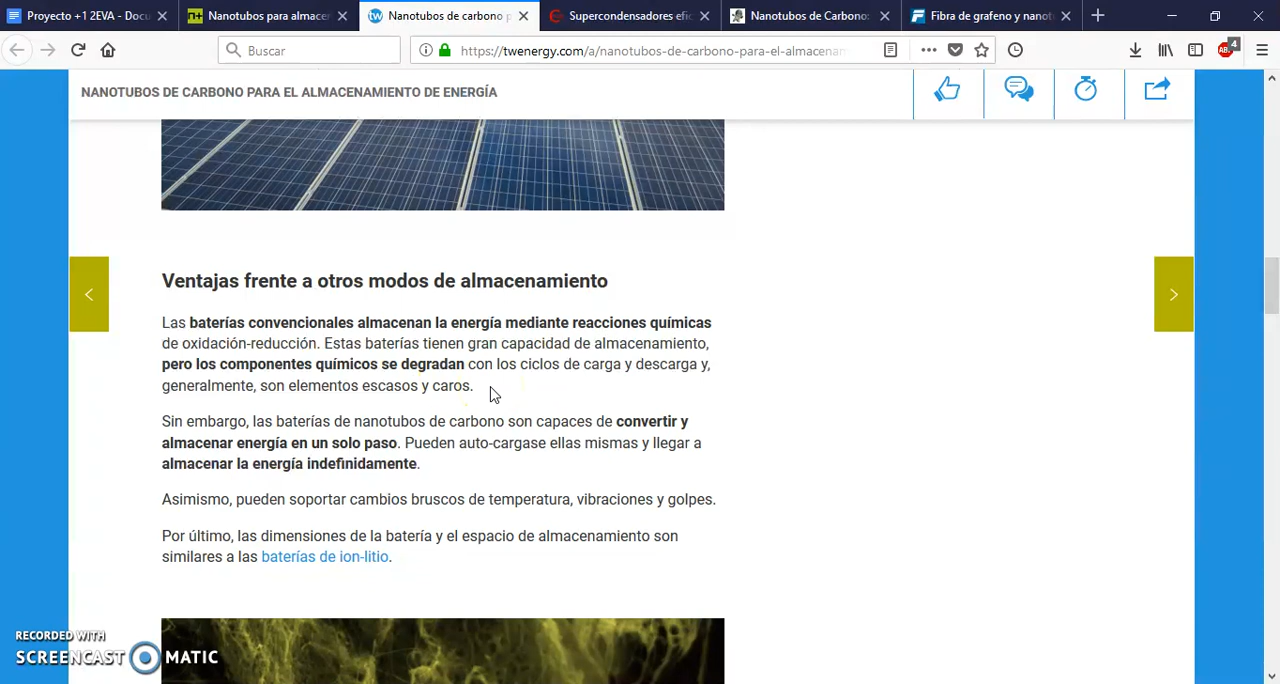 Proyecto +1 2EVA - Docu
Nanotubos para almacer
Nanotubos de carbono p
Supercondensadores efic
Nanotubos de Carbono:
Fibra de grafeno y nanot
Buscar
https://twenergy.com/a/nanotubos-de-carbono-para-el-almacenam
4
NANOTUBOS DE CARBONO PARA EL ALMACENAMIENTO DE ENERGÍA
Ventajas frente a otros modos de almacenamiento
Las baterías convencionales almacenan la energía mediante reacciones químicas
de oxidación-reducción. Estas baterías tienen gran capacidad de almacenamiento,
pero los componentes químicos se degradan con los ciclos de carga y descarga y,
generalmente, son elementos escasos y caros.
Sin embargo, las baterías de nanotubos de carbono son capaces de convertir y
almacenar energía en un solo paso. Pueden auto-cargase ellas mismas y llegar a
almacenar la energía indefinidamente.
Asimismo, pueden soportar cambios bruscos de temperatura, vibraciones y golpes.
Por último, las dimensiones de la batería y el espacio de almacenamiento son
similares a las baterías de ion-litio.
RECORDED WITH
SCREENCAST MATIC